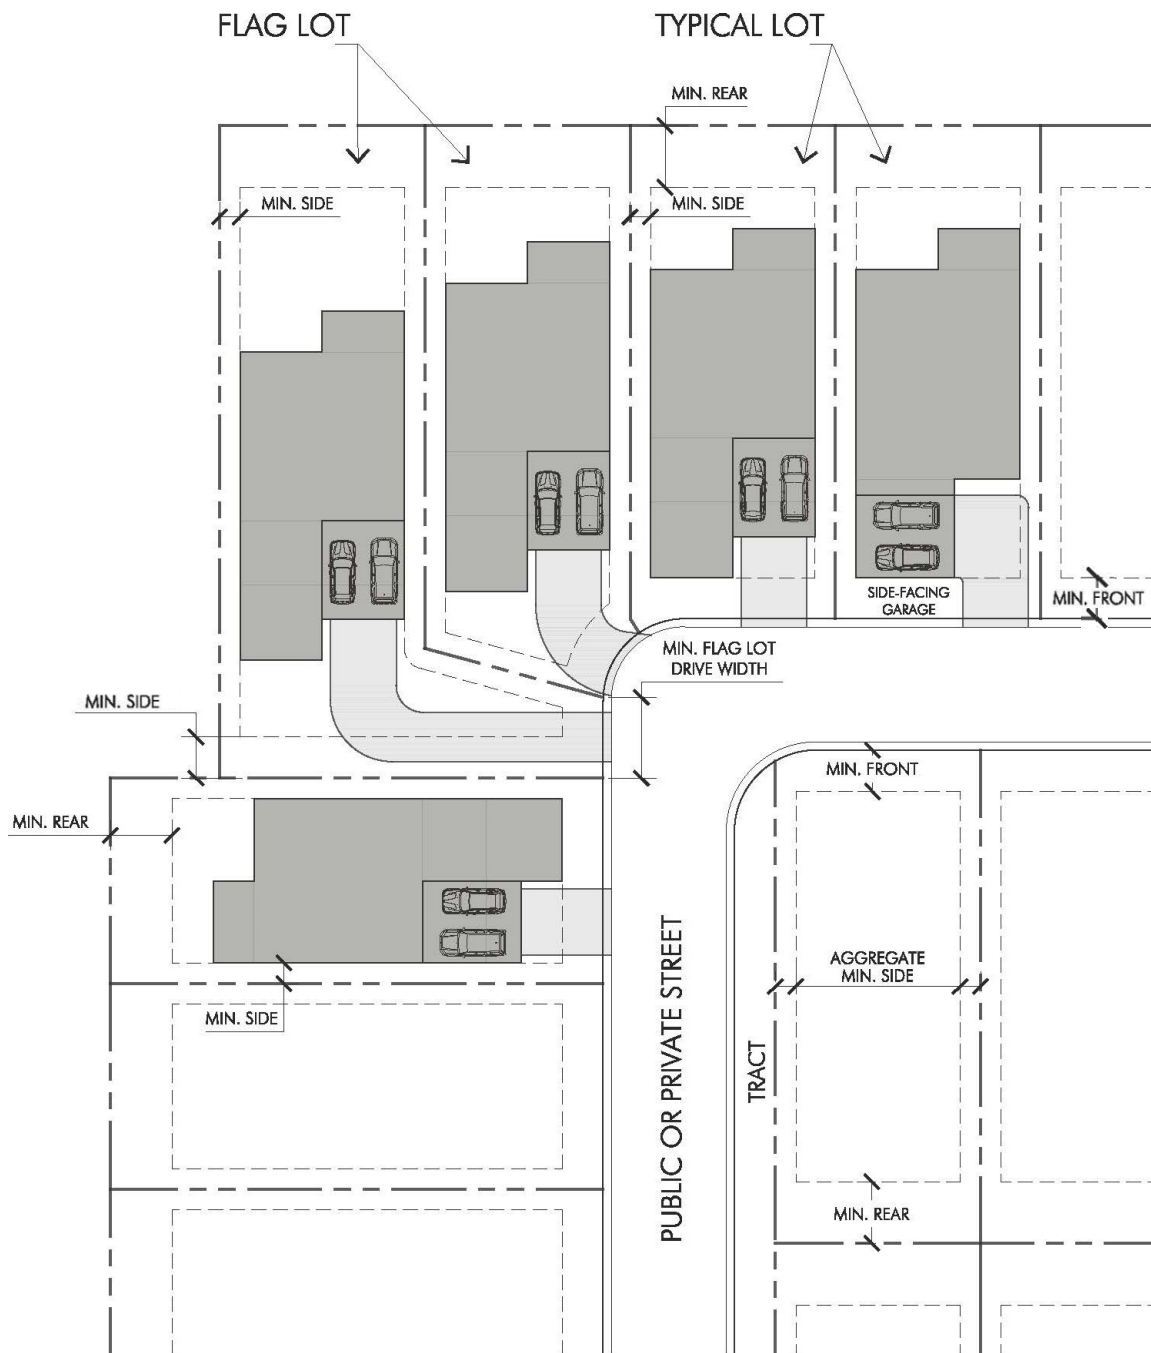 FLAG LOT
TYPICAL LOT
MIN. REAR
MIN. SIDE
MIN. SIDE
SIDE-FACING
GARAGE
MIN. FRONT
MIN. FLAG LOT
DRIVE WIDTH
MIN. SIDE
MIN. FRONT
MIN. REAR
AGGREGATE
MIN. SIDE
MIN. SIDE
PUBLIC OR PRIVATE STREET
TRACT
MIN. REAR